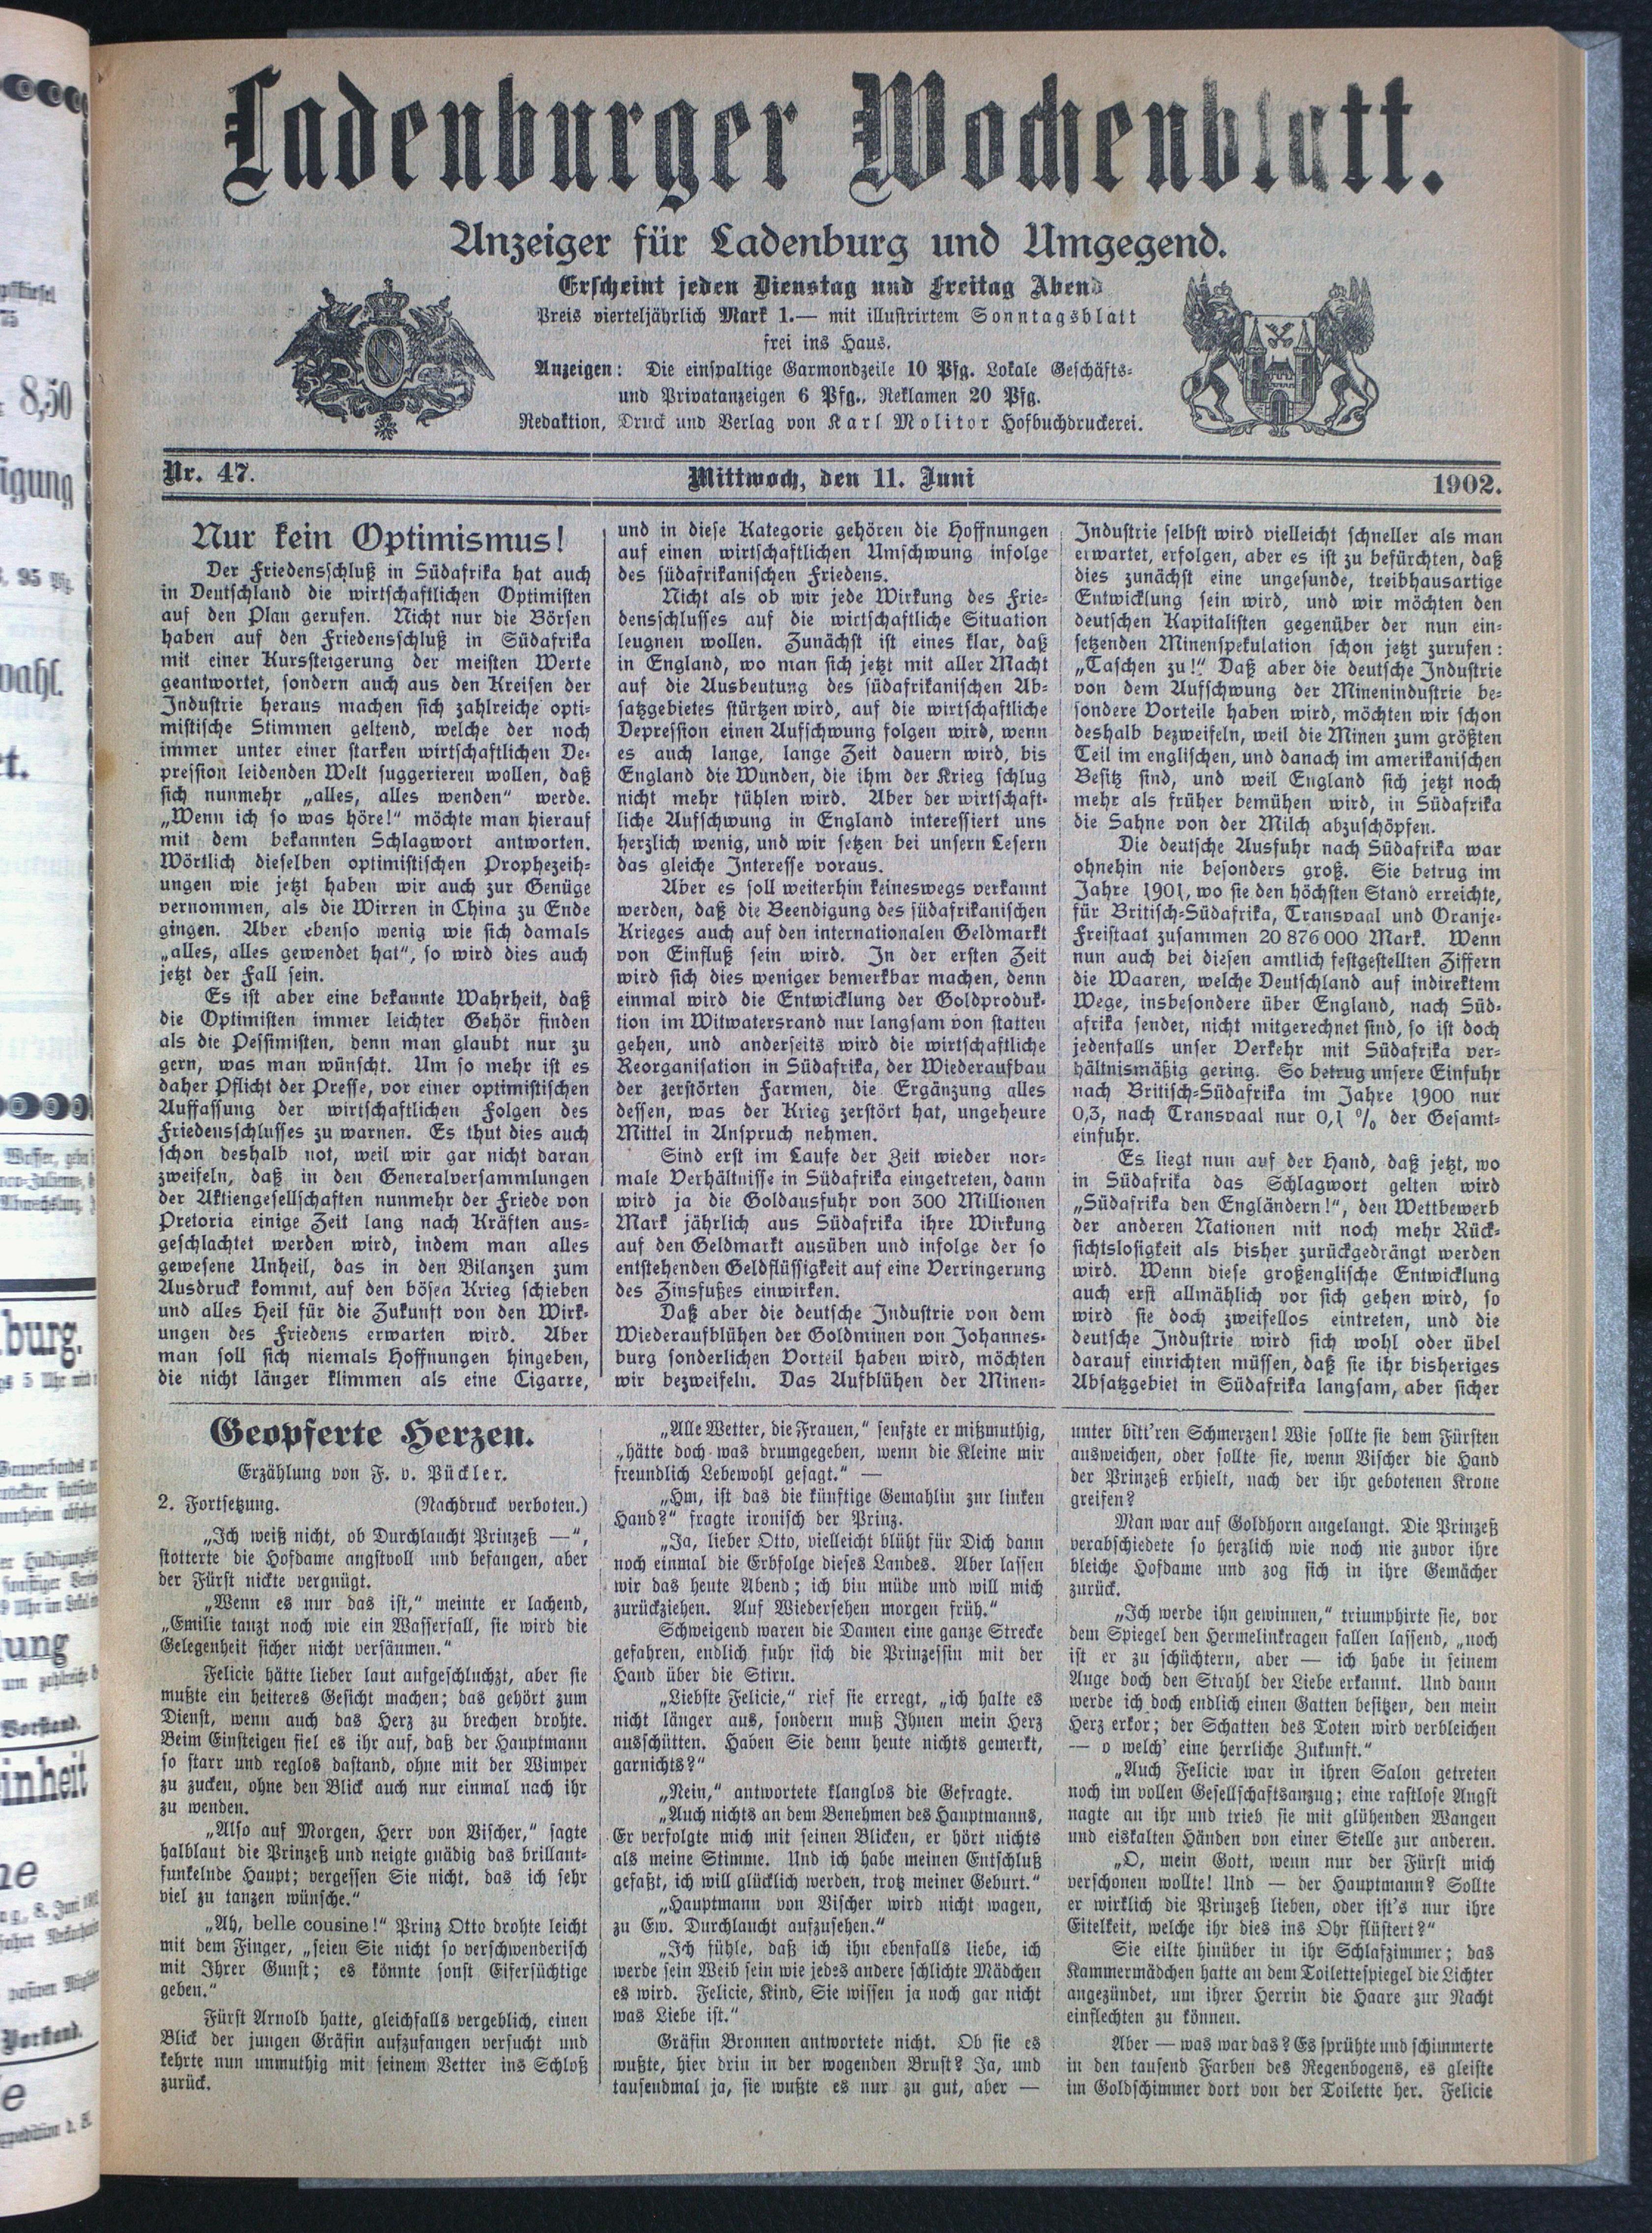 Ladenburger Wochenblatt.
Anzeiger für Ladenburg und Umgegend.
Erscheint jeden Dienstag und Freitag Abend
Preis vierteljährlich Mark 1.— mit illustrirtem Sonntagsblatt
frei ins Haus.
Anzeigen: Die einspaltige Garmondzeile 10 Pfg. Lokale Geschäfts-
und Privatanzeigen 6 Pfg., Reklamen 20 Pfg.
Redaktion, Druck und Verlag von Karl Molitor Hofbuchdruckerei.
Nr. 47.
Mittwoch, den 11. Juni
1902.
Nur kein Optimismus!
Der Friedensschluß in Südafrika hat auch
in Deutschland die wirtschaftlichen Optimisten
auf den Plan gerufen. Nicht nur die Börsen
haben auf den Friedensschluß in Südafrika
mit einer Kurssteigerung der meisten Werte
geantwortet, sondern auch aus den Kreisen der
Industrie heraus machen sich zahlreiche opti-
mistische Stimmen geltend, welche der noch
immer unter einer starken wirtschaftlichen De-
pression leidenden Welt suggerieren wollen, daß
sich nunmehr „alles, alles wenden“ werde.
„Wenn ich so was höre!“ möchte man hierauf
mit dem bekannten Schlagwort antworten.
Wörtlich dieselben optimistischen Prophezeih-
ungen wie jetzt haben wir auch zur Genüge
vernommen, als die Wirren in China zu Ende
gingen. Aber ebenso wenig wie sich damals
„alles, alles gewendet hat“, so wird dies auch
jetzt der Fall sein.
Es ist aber eine bekannte Wahrheit, daß
die Optimisten immer leichter Gehör finden
als die Pessimisten, denn man glaubt nur zu
gern, was man wünscht. Um so mehr ist es
daher Pflicht der Presse, vor einer optimistischen
Auffassung der wirtschaftlichen Folgen des
Friedensschlusses zu warnen. Es thut dies auch
schon deshalb not, weil wir gar nicht daran
zweifeln, daß in den Generalversammlungen
der Aktiengesellschaften nunmehr der Friede von
Pretoria einige Zeit lang nach Kräften aus-
geschlachtet werden wird, indem man alles
gewesene Unheil, das in den Bilanzen zum
Ausdruck kommt, auf den bösen Krieg schieben
und alles Heil für die Zukunft von den Wirk-
ungen des Friedens erwarten wird. Aber
man soll sich niemals Hoffnungen hingeben,
die nicht länger klimmen als eine Cigarre,
und in diese Kategorie gehören die Hoffnungen
auf einen wirtschaftlichen Umschwung infolge
des südafrikanischen Friedens.
Nicht als ob wir jede Wirkung des Frie-
densschlusses auf die wirtschaftliche Situation
leugnen wollen. Zunächst ist eines klar, daß
in England, wo man sich jetzt mit aller Macht
auf die Ausbeutung des südafrikanischen Ab-
satzgebietes stürtzen wird, auf die wirtschaftliche
Depression einen Aufschwung folgen wird, wenn
es auch lange, lange Zeit dauern wird, bis
England die Wunden, die ihm der Krieg schlug
nicht mehr fühlen wird. Aber der wirtschaft-
liche Aufschwung in England interessiert uns
herzlich wenig, und wir setzen bei unsern Lesern
das gleiche Interesse voraus.
Aber es soll weiterhin keineswegs verkannt
werden, daß die Beendigung des südafrikanischen
Krieges auch auf den internationalen Geldmarkt
von Einfluß sein wird. In der ersten Zeit
wird sich dies weniger bemerkbar machen, denn
einmal wird die Entwicklung der Goldproduk-
tion im Witwatersrand nur langsam von statten
gehen, und anderseits wird die wirtschaftliche
Reorganisation in Südafrika, der Wiederaufbau
der zerstörten Farmen, die Ergänzung alles
dessen, was der Krieg zerstört hat, ungeheure
Mittel in Anspruch nehmen.
Sind erst im Laufe der Zeit wieder nor-
male Verhältnisse in Südafrika eingetreten, dann
wird ja die Goldausfuhr von 300 Millionen
Mark jährlich aus Südafrika ihre Wirkung
auf den Geldmarkt ausüben und infolge der so
entstehenden Geldflüssigkeit auf eine Verringerung
des Zinsfußes einwirken.
Daß aber die deutsche Industrie von dem
Wiederaufblühen der Goldminen von Johannes-
burg sonderlichen Vorteil haben wird, möchten
wir bezweifeln. Das Aufblühen der Minen-
Industrie selbst wird vielleicht schneller als man
erwartet, erfolgen, aber es ist zu befürchten, daß
dies zunächst eine ungesunde, treibhausartige
Entwicklung sein wird, und wir möchten den
deutschen Kapitalisten gegenüber der nun ein-
setzenden Minenspekulation schon jetzt zurufen:
„Taschen zu!“ Daß aber die deutsche Industrie
von dem Aufschwung der Minenindustrie be-
sondere Vorteile haben wird, möchten wir schon
deshalb bezweifeln, weil die Minen zum größten
Teil im englischen, und danach im amerikanischen
Besitz sind, und weil England sich jetzt noch
mehr als früher bemühen wird, in Südafrika
die Sahne von der Milch abzuschöpfen.
Die deutsche Ausfuhr nach Südafrika war
ohnehin nie besonders groß. Sie betrug im
Jahre 1901, wo sie den höchsten Stand erreichte,
für Britisch-Südafrika, Transvaal und Oranje-
Freistaat zusammen 20 876 000 Mark. Wenn
nun auch bei diesen amtlich festgestellten Ziffern
die Waaren, welche Deutschland auf indirektem
Wege, insbesondere über England, nach Süd-
afrika sendet, nicht mitgerechnet sind, so ist doch
jedenfalls unser Verkehr mit Südafrika ver-
hältnismäßig gering. So betrug unsere Einfuhr
nach Britisch-Südafrika im Jahre 1900 nur
0,3, nach Transvaal nur 0,1 % der Gesamt-
einfuhr.
Es liegt nun auf der Hand, daß jetzt, wo
in Südafrika das Schlagwort gelten wird
„Südafrika den Engländern!“, den Wettbewerb
der anderen Nationen mit noch mehr Rück-
sichtslosigkeit als bisher zurückgedrängt werden
wird. Wenn diese großenglische Entwicklung
auch erst allmählich vor sich gehen wird, so
wird sie doch zweifellos eintreten, und die
deutsche Industrie wird sich wohl oder übel
darauf einrichten müssen, daß sie ihr bisheriges
Absatzgebiet in Südafrika langsam, aber sicher
Geopferte Herzen.
Erzählung von F. v. Pückler.
2. Fortsetzung. (Nachdruck verboten.)
„Ich weiß nicht, ob Durchlaucht Prinzeß —“,
stotterte die Hofdame angstvoll und befangen, aber
der Fürst nickte vergnügt.
„Wenn es nur das ist,“ meinte er lachend,
„Emilie tanzt noch wie ein Wasserfall, sie wird die
Gelegenheit sicher nicht versäumen.“
Felicie hätte lieber laut aufgeschluchzt, aber sie
mußte ein heiteres Gesicht machen; das gehört zum
Dienst, wenn auch das Herz zu brechen drohte.
Beim Einsteigen fiel es ihr auf, daß der Hauptmann
so starr und reglos dastand, ohne mit der Wimper
zu zucken, ohne den Blick auch nur einmal nach ihr
zu wenden.
„Also auf Morgen, Herr von Vischer,“ sagte
halblaut die Prinzeß und neigte gnädig das brillant-
funkelnde Haupt; vergessen Sie nicht, das ich sehr
viel zu tanzen wünsche.“
„Ah, belle cousine!“ Prinz Otto drohte leicht
mit dem Finger, „seien Sie nicht so verschwenderisch
mit Ihrer Gunst; es könnte sonst Eifersüchtige
geben.“
Fürst Arnold hatte, gleichfalls vergeblich, einen
Blick der jungen Gräfin aufzufangen versucht und
kehrte nun unmuthig mit seinem Vetter ins Schloß
zurück.
„Alle Wetter, die Frauen,“ seufzte er mißmuthig,
„hätte doch was drumgegeben, wenn die Kleine mir
freundlich Lebewohl gesagt.“ —
„Hm, ist das die künftige Gemahlin zur linken
Hand?“ fragte ironisch der Prinz.
„Ja, lieber Otto, vielleicht blüht für Dich dann
noch einmal die Erbfolge dieses Landes. Aber lassen
wir das heute Abend; ich bin müde und will mich
zurückziehen. Auf Wiedersehen morgen früh.“
Schweigend waren die Damen eine ganze Strecke
gefahren, endlich fuhr sich die Prinzessin mit der
Hand über die Stirn.
„Liebste Felicie,“ rief sie erregt, „ich halte es
nicht länger aus, sondern muß Ihnen mein Herz
ausschütten. Haben Sie denn heute nichts gemerkt,
garnichts?“
„Nein,“ antwortete klanglos die Gefragte.
„Auch nichts an dem Benehmen des Hauptmanns,
Er verfolgte mich mit seinen Blicken, er hört nichts
als meine Stimme. Und ich habe meinen Entschluß
gefaßt, ich will glücklich werden, trotz meiner Geburt.“
„Hauptmann von Vischer wird nicht wagen,
zu Ew. Durchlaucht aufzusehen.“
„Ich fühle, daß ich ihn ebenfalls liebe, ich
werde sein Weib sein wie jedes andere schlichte Mädchen
es wird. Felicie, Kind, Sie wissen ja noch gar nicht
was Liebe ist.“
Gräfin Bronnen antwortete nicht. Ob sie es
wußte, hier drin in der wogenden Brust? Ja, und
tausendmal ja, sie wußte es nur zu gut, aber —
unter bitt'ren Schmerzen! Wie sollte sie dem Fürsten
ausweichen, oder sollte sie, wenn Vischer die Hand
der Prinzeß erhielt, nach der ihr gebotenen Krone
greifen?
Man war auf Goldhorn angelangt. Die Prinzeß
verabschiedete so herzlich wie noch nie zuvor ihre
bleiche Hofdame und zog sich in ihre Gemächer
zurück.
„Ich werde ihn gewinnen,“ triumphirte sie, vor
dem Spiegel den Hermelinkragen fallen lassend, „noch
ist er zu schüchtern, aber — ich habe in seinem
Auge doch den Strahl der Liebe erkannt. Und dann
werde ich doch endlich einen Gatten besitzen, den mein
Herz erkor; der Schatten des Toten wird verbleichen
— o welch' eine herrliche Zukunft.“
„Auch Felicie war in ihren Salon getreten
noch im vollen Gesellschaftsanzug; eine rastlose Angst
nagte an ihr und trieb sie mit glühenden Wangen
und eiskalten Händen von einer Stelle zur anderen.
„O, mein Gott, wenn nur der Fürst mich
verschonen wollte! Und — der Hauptmann? Sollte
er wirklich die Prinzeß lieben, oder ist's nur ihre
Eitelkeit, welche ihr dies ins Ohr flüstert?“
Sie eilte hinüber in ihr Schlafzimmer; das
Kammermädchen hatte an dem Toilettespiegel die Lichter
angezündet, um ihrer Herrin die Haare zur Nacht
einflechten zu können.
Aber — was war das? Es sprühte und schimmerte
in den tausend Farben des Regenbogens, es gleiste
im Goldschimmer dort von der Toilette her. Felicie
8,50
burg.
Vorstand.
inheit